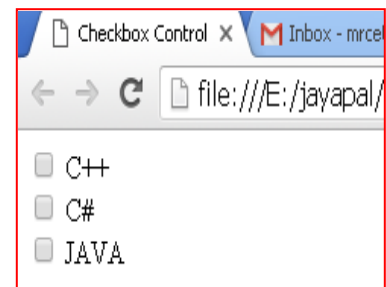 Checkbox Control Inbox - mrce
file:///E:/jayapal/
C++
C#
JAVA